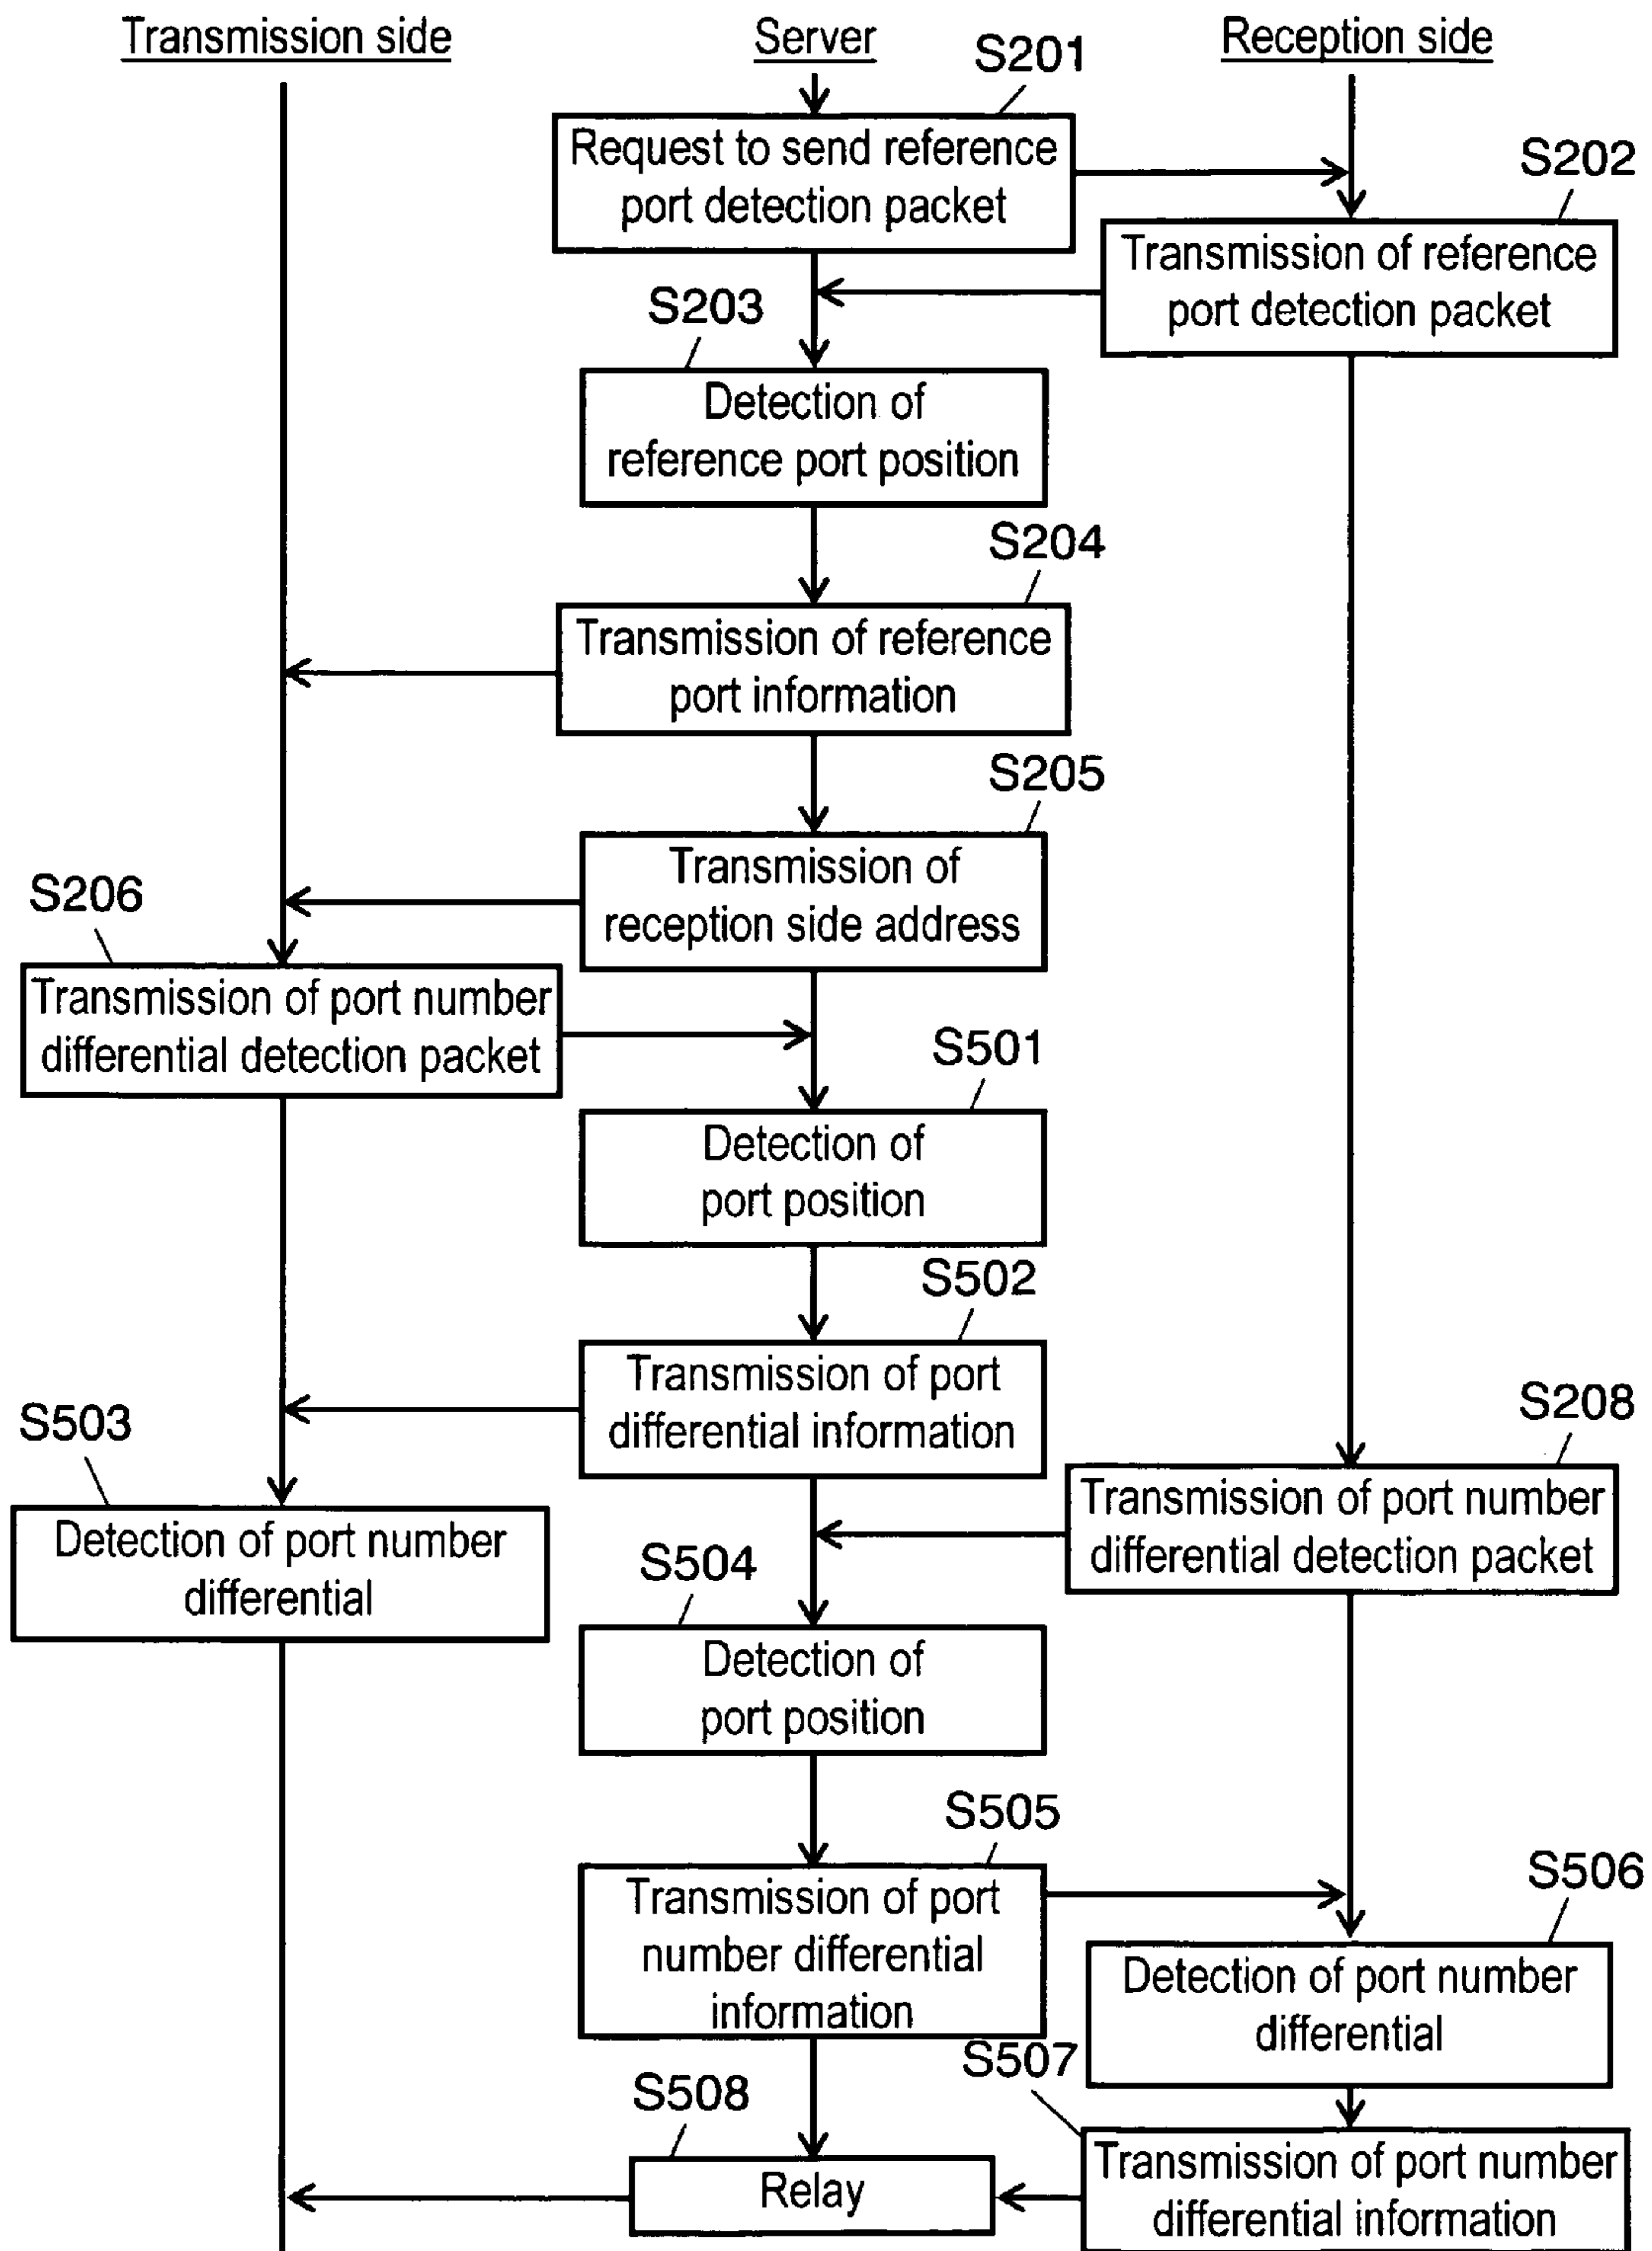 Transmission side
Server
Reception side
S201
Request to send reference
port detection packet
S202
Transmission of reference
port detection packet
S203
Detection of
reference port position
S204
Transmission of reference
port information
S205
Transmission of
reception side address
S206
Transmission of port number
differential detection packet
S501
Detection of
port position
S502
Transmission of port
differential information
S503
Detection of port number
differential
S208
Transmission of port number
differential detection packet
S504
Detection of
port position
S505
Transmission of port
number differential
information
S506
Detection of port number
differential
S507
Transmission of port number
differential information
S508
Relay